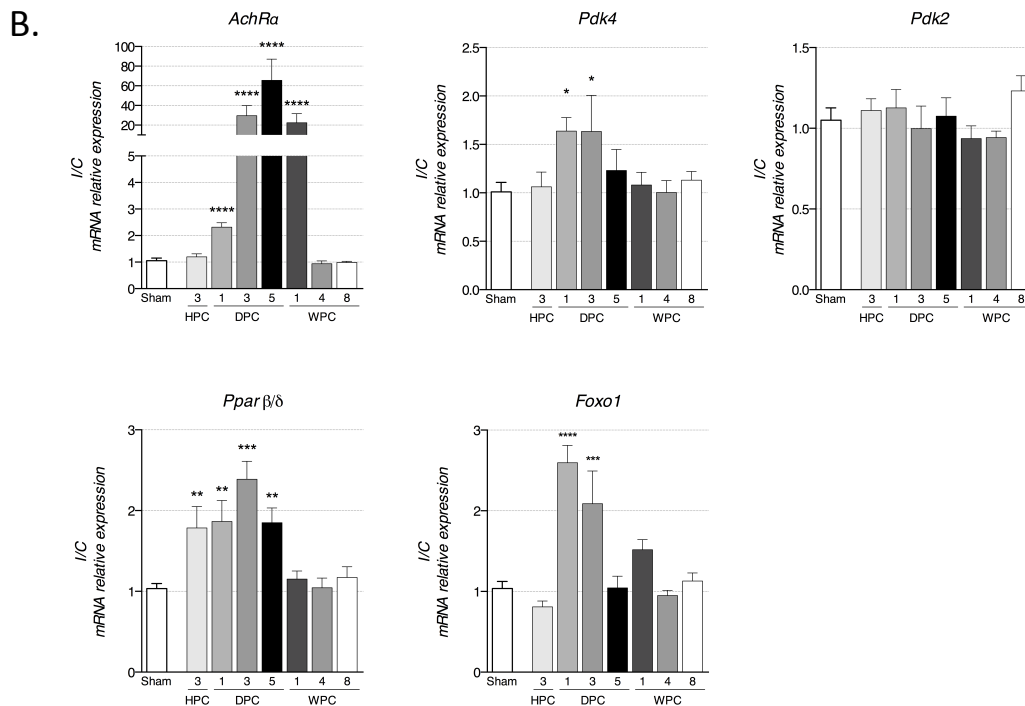 B.
AchRα
I/C
mRNA relative expression
100
80
60
40
20
5
4
3
2
1
0
****
****
****
****
Sham
3 1 3 5 1 4 8
HPC DPC WPC
Pdk4
I/C
mRNA relative expression
2.5
2.0
1.5
1.0
0.5
0.0
* *
Sham
3 1 3 5 1 4 8
HPC DPC WPC
Pdk2
I/C
mRNA relative expression
1.5
1.0
0.5
0.0
Sham
3 1 3 5 1 4 8
HPC DPC WPC
Ppar β/δ
I/C
mRNA relative expression
3
2
1
0
** ** *** **
Sham
3 1 3 5 1 4 8
HPC DPC WPC
Foxo1
I/C
mRNA relative expression
3
2
1
0
**** ***
Sham
3 1 3 5 1 4 8
HPC DPC WPC